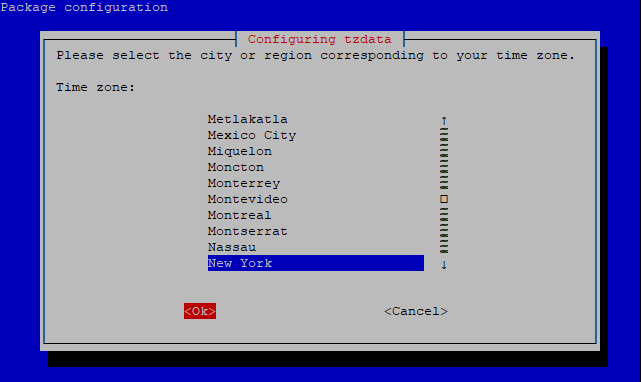 Package configuration
Configuring tzdata
Please select the city or region corresponding to your time zone.
Time zone:
Metlakatla
Mexico City
Miquelon
Moncton
Monterrey
Montevideo
Montreal
Montserrat
Nassau
New York
<Ok> <Cancel>